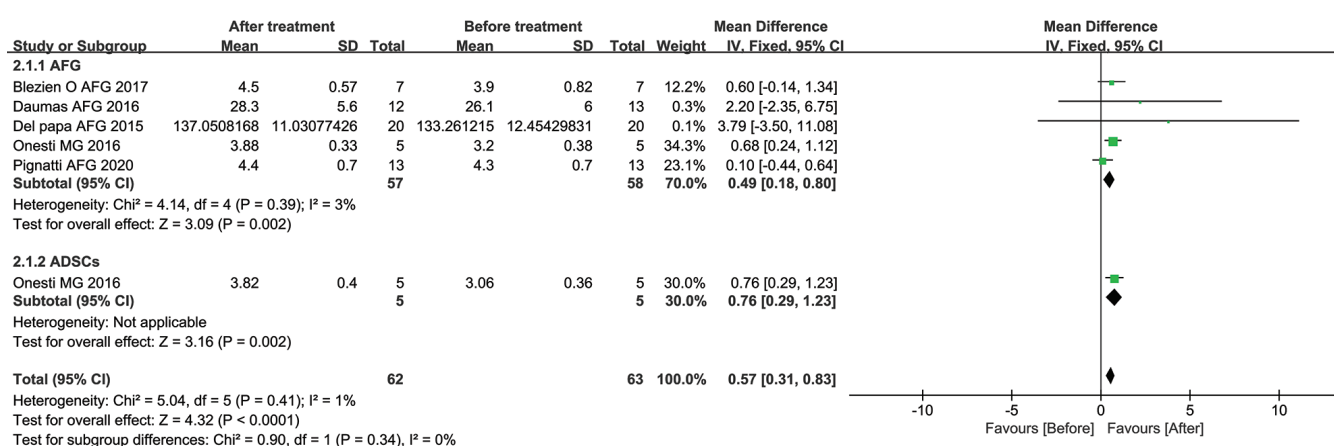 After treatment Before treatment Mean Difference Mean Difference
Study or Subgroup Mean SD Total Mean SD Total Weight IV, Fixed, 95% CI IV, Fixed, 95% CI
2.1.1 AFG
Blezien O AFG 2017 4.5 0.57 7 3.9 0.82 7 12.2% 0.60 [-0.14, 1.34]
Daumas AFG 2016 28.3 5.6 12 26.1 6 13 0.3% 2.20 [-2.35, 6.75]
Del papa AFG 2015 137.0508168 11.03077426 20 133.261215 12.45429831 20 0.1% 3.79 [-3.50, 11.08]
Onesti MG 2016 3.88 0.33 5 3.2 0.38 5 34.3% 0.68 [0.24, 1.12]
Pignatti AFG 2020 4.4 0.7 13 4.3 0.7 13 23.1% 0.10 [-0.44, 0.64]
Subtotal (95% CI) 57 58 70.0% 0.49 [0.18, 0.80]
Heterogeneity: Chi² = 4.14, df = 4 (P = 0.39); I² = 3%
Test for overall effect: Z = 3.09 (P = 0.002)
2.1.2 ADSCs
Onesti MG 2016 3.82 0.4 5 3.06 0.36 5 30.0% 0.76 [0.29, 1.23]
Subtotal (95% CI) 5 5 30.0% 0.76 [0.29, 1.23]
Heterogeneity: Not applicable
Test for overall effect: Z = 3.16 (P = 0.002)
Total (95% CI) 62 63 100.0% 0.57 [0.31, 0.83]
Heterogeneity: Chi² = 5.04, df = 5 (P = 0.41); I² = 1%
Test for overall effect: Z = 4.32 (P < 0.0001)
Test for subgroup differences: Chi² = 0.90, df = 1 (P = 0.34), I² = 0%
-10 -5 0 5 10
Favours [Before] Favours [After]